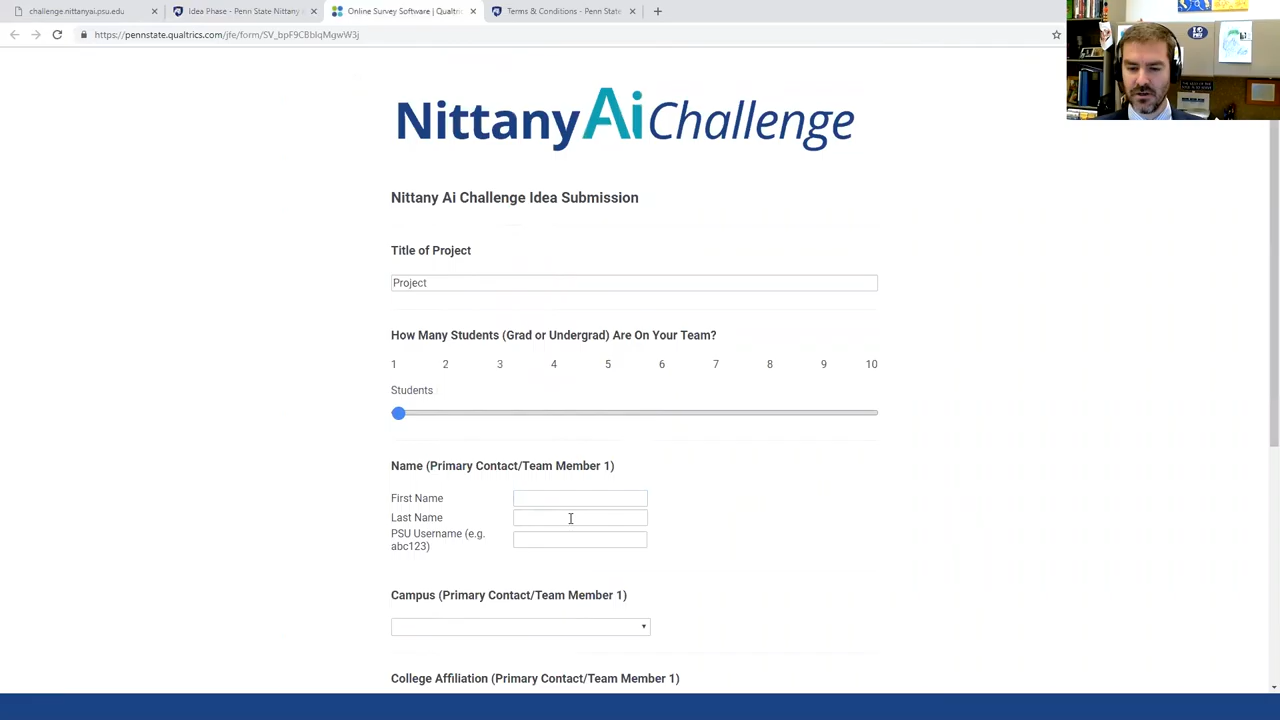 challenge.nittanyai.psu.edu
Idea Phase - Penn State Nittany
Online Survey Software | Qualtri
Terms & Conditions - Penn State
https://pennstate.qualtrics.com/jfe/form/SV_bpF9CBblqMgwW3j
Nittany Ai Challenge
Nittany Ai Challenge Idea Submission
Title of Project
Project
How Many Students (Grad or Undergrad) Are On Your Team?
1 2 3 4 5 6 7 8 9 10
Students
Name (Primary Contact/Team Member 1)
First Name
Last Name
PSU Username (e.g.
abc123)
Campus (Primary Contact/Team Member 1)
College Affiliation (Primary Contact/Team Member 1)